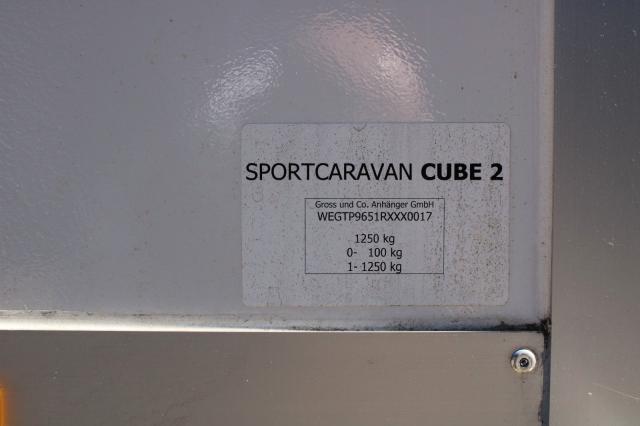 SPORTCARAVAN CUBE 2
Gross und Co. Anhänger GmbH
WEGTP9651RXXX0017
1250 kg
0- 100 kg
1- 1250 kg